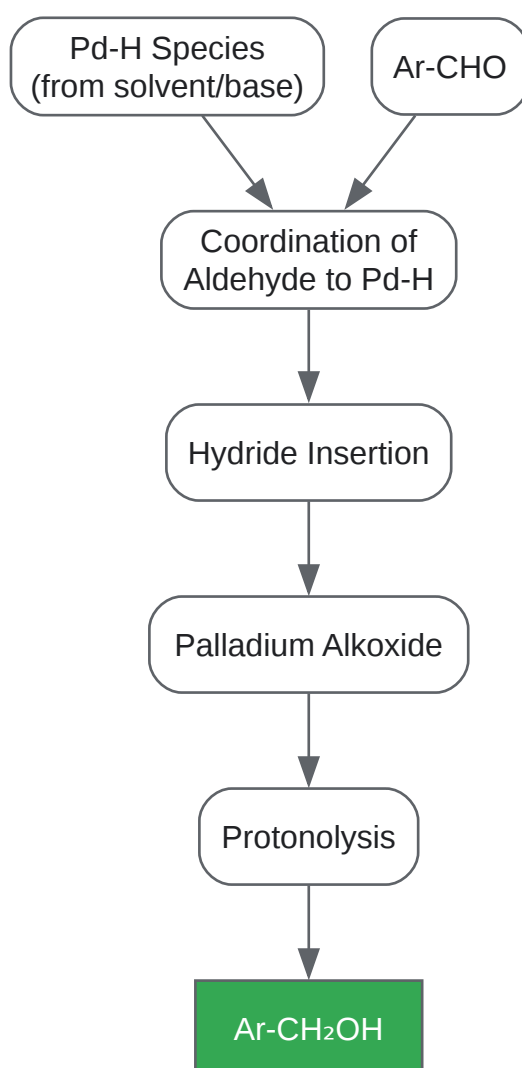 Pd-H Species
(from solvent/base)
Ar-CHO
Coordination of
Aldehyde to Pd-H
Hydride Insertion
Palladium Alkoxide
Protonolysis
Ar-CH₂OH